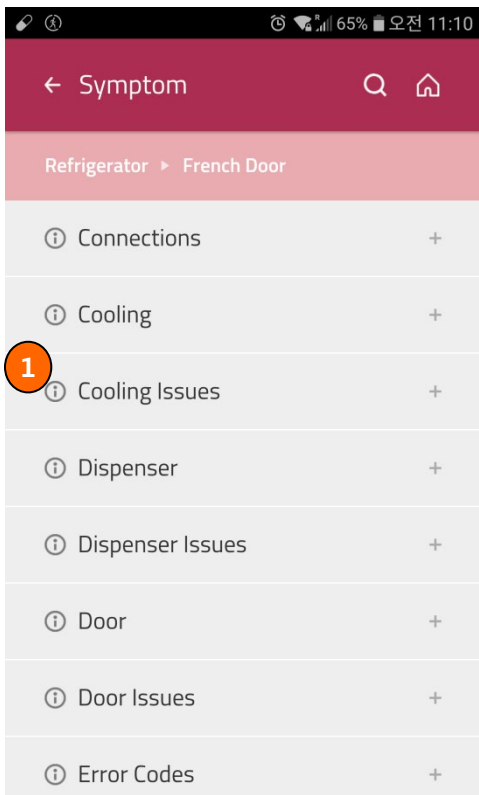 65% 오전 11:10
← Symptom
Refrigerator ▸ French Door
Connections +
Cooling +
1
Cooling Issues +
Dispenser +
Dispenser Issues +
Door +
Door Issues +
Error Codes +